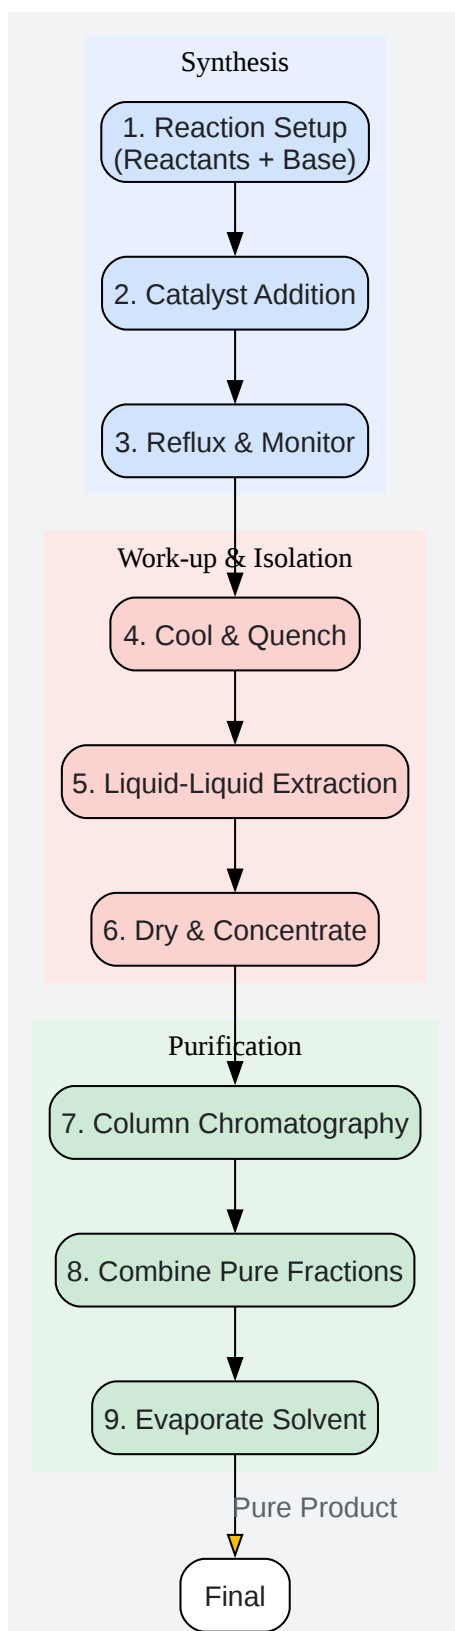 Synthesis
1. Reaction Setup
(Reactants + Base)
2. Catalyst Addition
3. Reflux & Monitor
Work-up & Isolation
4. Cool & Quench
5. Liquid-Liquid Extraction
6. Dry & Concentrate
Purification
7. Column Chromatography
8. Combine Pure Fractions
9. Evaporate Solvent
Pure Product
Final